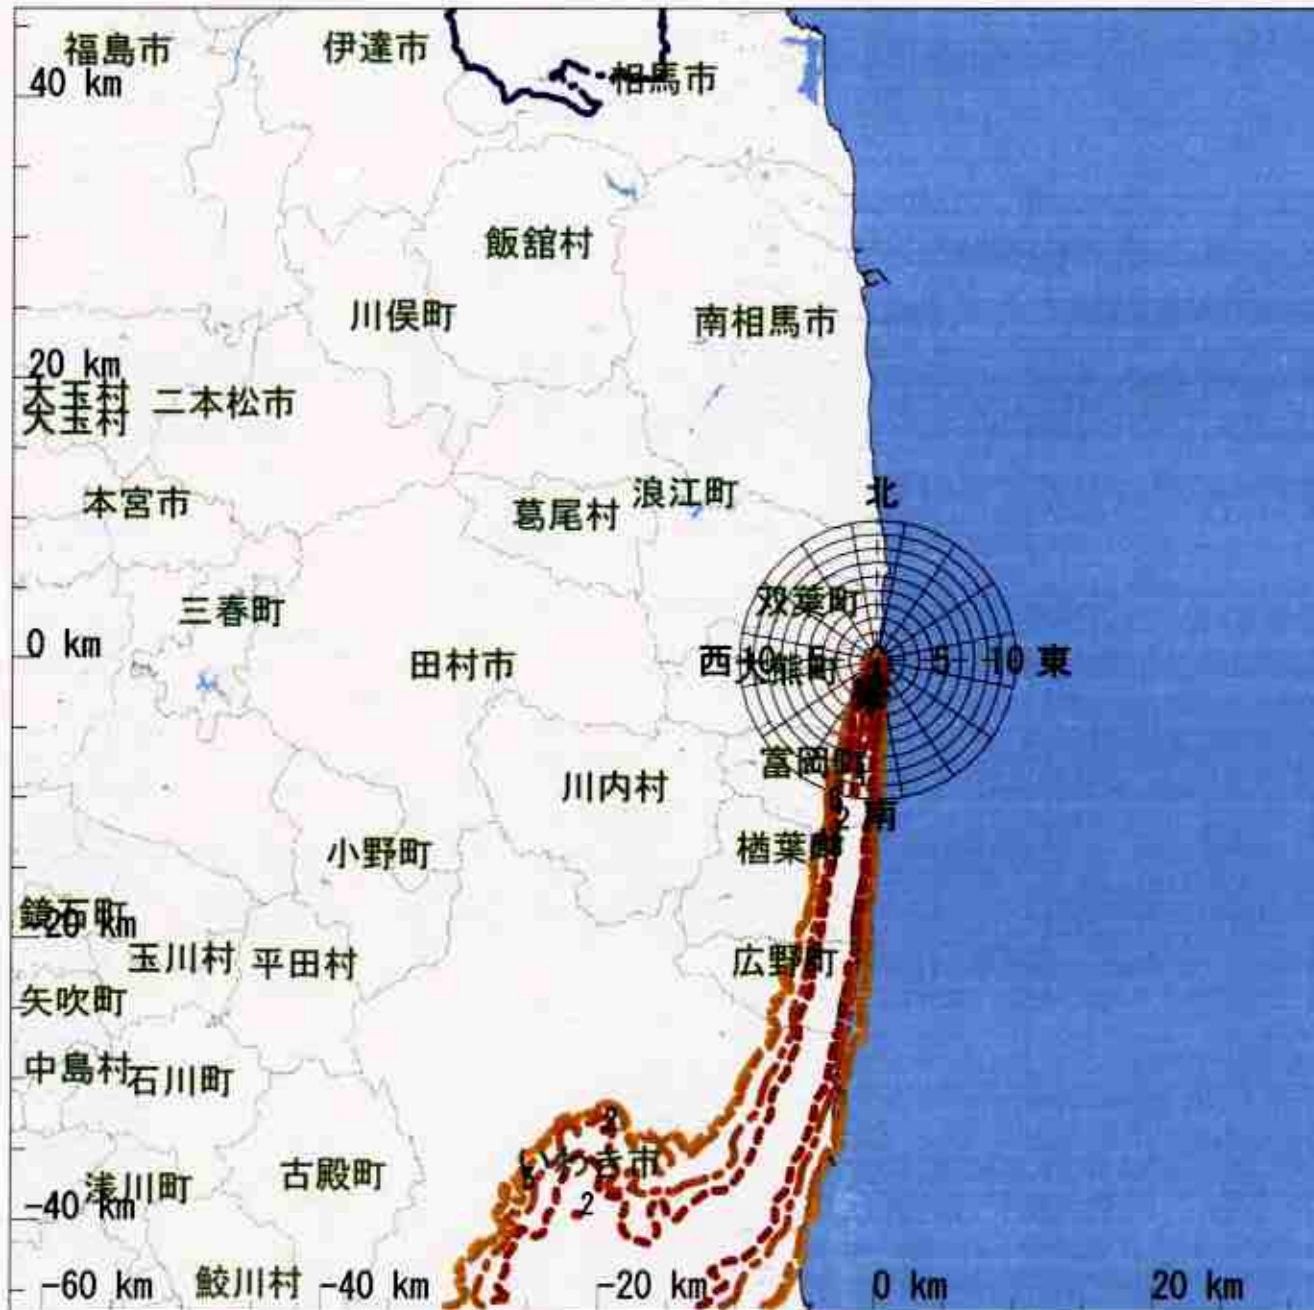 福島市
伊達市
40 km
相馬市
飯舘村
川俣町
南相馬市
20 km
大玉村
大玉村
二本松市
本宮市
葛尾村
浪江町
北
双葉町
三春町
0 km
田村市
西 10 5 5 10 東
大熊町
富岡町
川内村
2 南
小野町
楢葉町
鏡石町
-20 km
玉川村
平田村
広野町
矢吹町
中島村
石川町
2
いわき市
浅川町
古殿町
-40 km
2
鮫川村
-60 km -40 km -20 km 0 km 20 km